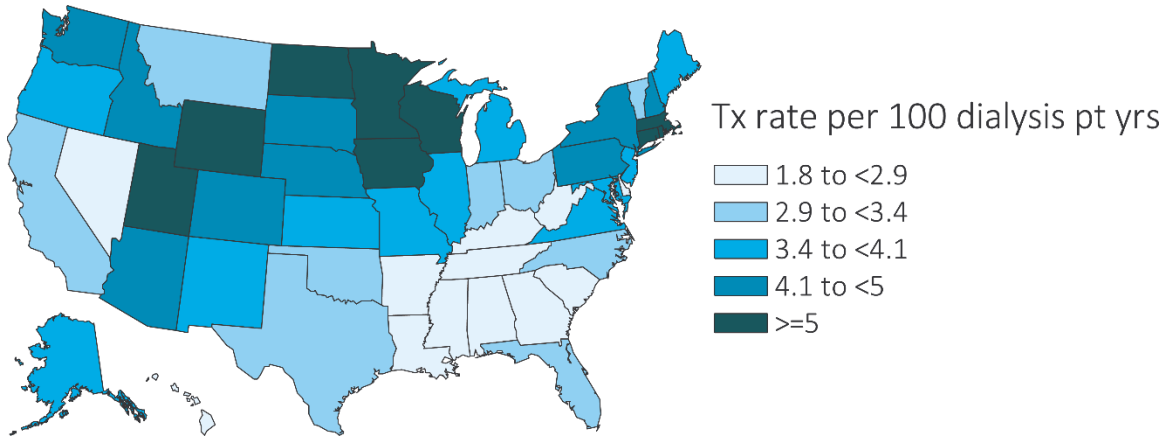 Tx rate per 100 dialysis pt yrs
1.8 to <2.9
2.9 to <3.4
3.4 to <4.1
4.1 to <5
>=5